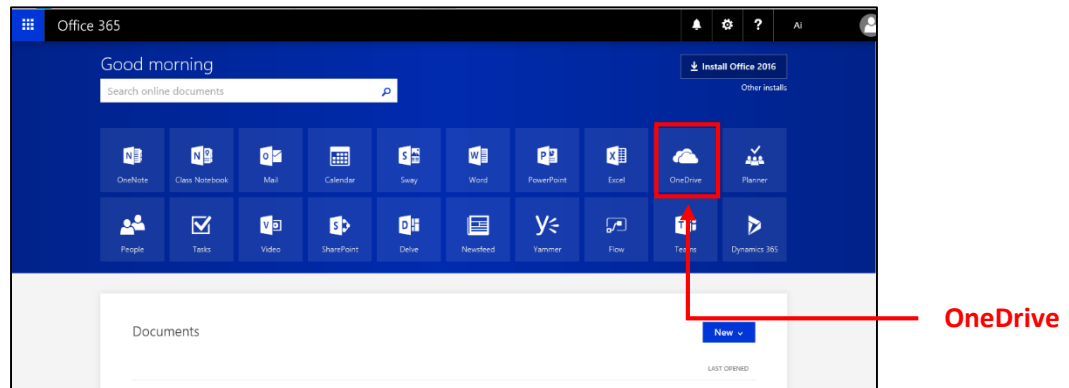 Office 365
?
Ai
Good morning
Install Office 2016
Search online documents
Other installs
OneNote
Class Notebook
Mail
Calendar
Sway
Word
PowerPoint
Excel
OneDrive
Planner
People
Tasks
Video
SharePoint
Delve
Newsfeed
Yammer
Flow
Teams
Dynamics 365
OneDrive
Documents
New
LAST OPENED